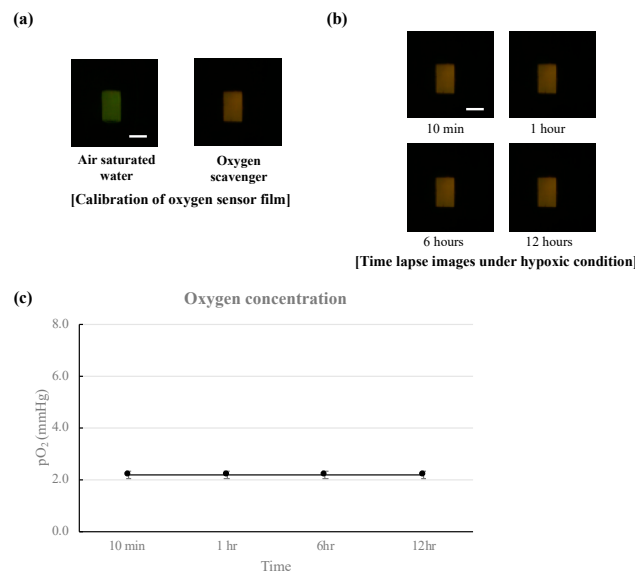 (a)
Air saturated
water
Oxygen
scavenger
[Calibration of oxygen sensor film]
(b)
10 min
1 hour
6 hours
12 hours
[Time lapse images under hypoxic condition]
(c)
Oxygen concentration
8.0
6.0
4.0
2.0
0.0
pO₂ (mmHg)
10 min
1 hr
6hr
12hr
Time